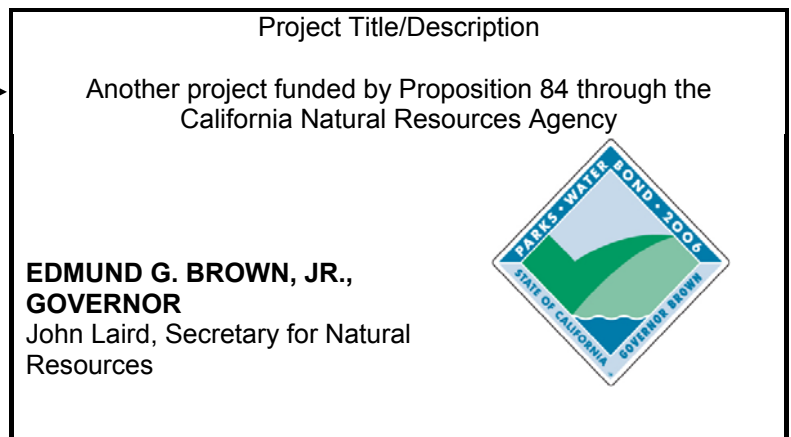 Project Title/Description
Another project funded by Proposition 84 through the
California Natural Resources Agency
PARKS • WATER BOND • 2006
STATE OF CALIFORNIA GOVERNOR BROWN
EDMUND G. BROWN, JR.,
GOVERNOR
John Laird, Secretary for Natural
Resources